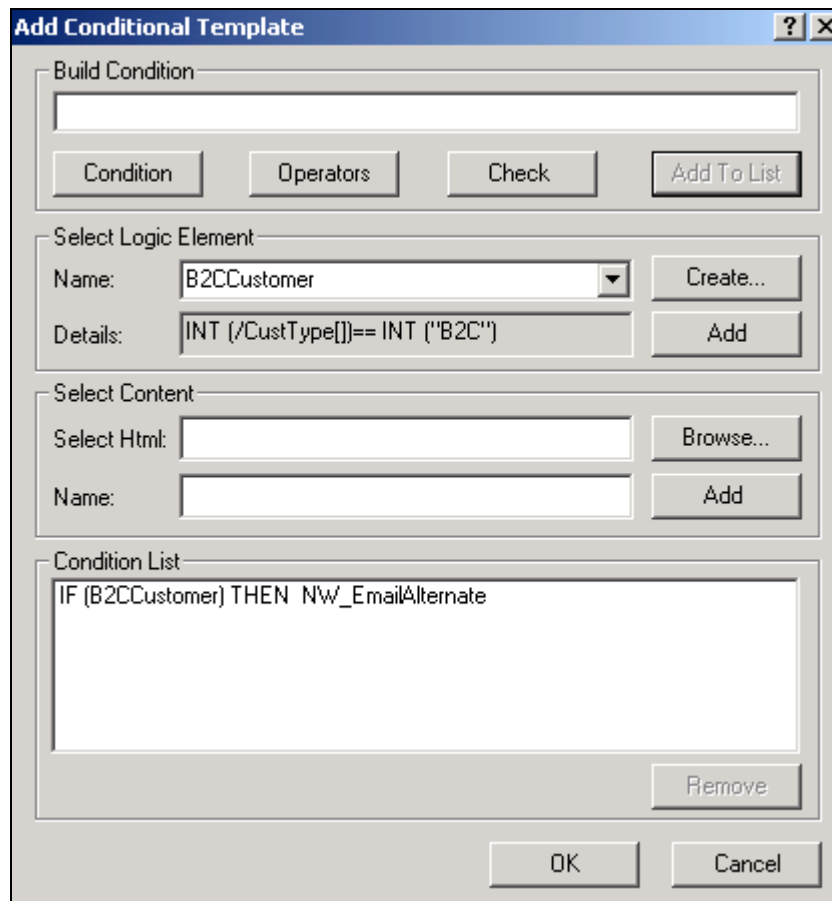 Add Conditional Template
Build Condition
Condition Operators Check Add To List
Select Logic Element
Name: B2CCustomer Create...
Details: INT (/CustType[])== INT ("B2C") Add
Select Content
Select Html: Browse...
Name: Add
Condition List
IF (B2CCustomer) THEN  NW_EmailAlternate
Remove
OK Cancel